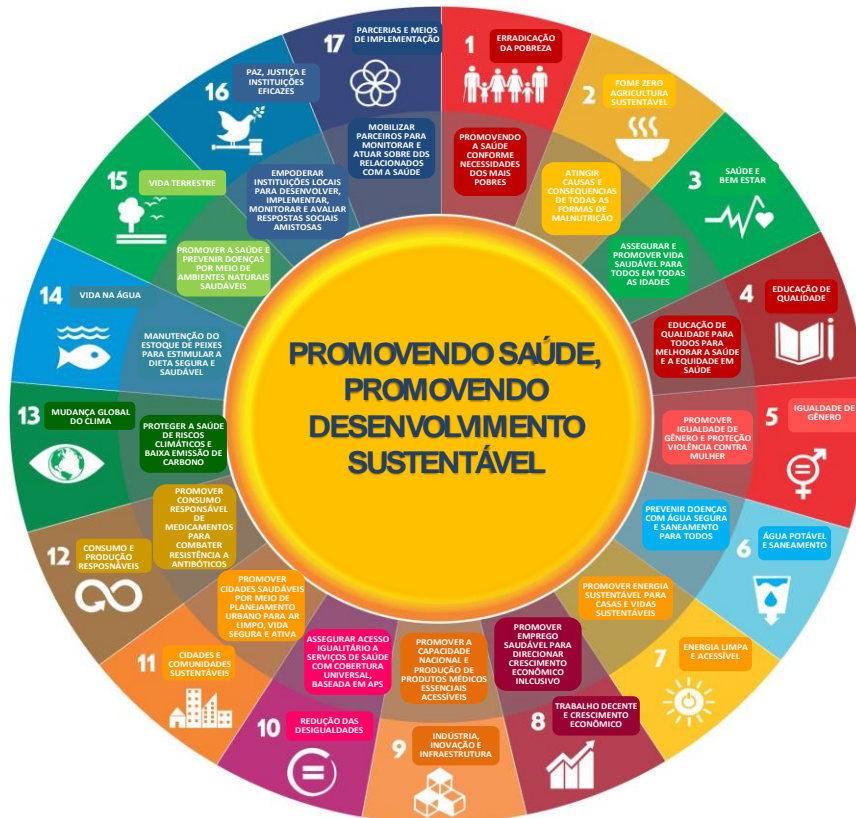 PROMOVENDO SAÚDE,
PROMOVENDO
DESENVOLVIMENTO
SUSTENTÁVEL
1
ERRADICAÇÃO
DA POBREZA
PROMOVENDO
A SAÚDE
CONFORME
NECESSIDADES
DOS MAIS
POBRES
2
FOME ZERO
AGRICULTURA
SUSTENTÁVEL
ATINGIR
CAUSAS E
CONSEQUENCIAS
DE TODAS AS
FORMAS DE
MALNUTRIÇÃO
3
SAÚDE E
BEM ESTAR
ASSEGURAR E
PROMOVER VIDA
SAUDÁVEL PARA
TODOS EM TODAS
AS IDADES
4
EDUCAÇÃO DE
QUALIDADE
EDUCAÇÃO DE
QUALIDADE PARA
TODOS PARA
MELHORAR A SAÚDE
E A EQUIDADE EM
SAÚDE
5
IGUALDADE DE
GÊNERO
PROMOVER
IGUALDADE DE
GÊNERO E PROTEÇÃO
VIOLÊNCIA CONTRA
MULHER
6
ÁGUA POTÁVEL
E SANEAMENTO
PREVENIR DOENÇAS
COM ÁGUA SEGURA E
SANEAMENTO
PARA TODOS
7
ENERGIA LIMPA
E ACESSÍVEL
PROMOVER ENERGIA
SUSTENTÁVEL PARA
CASAS E VIDAS
SUSTENTÁVEIS
8
TRABALHO DECENTE
E CRESCIMENTO
ECONÔMICO
PROMOVER
EMPREGO
SAUDÁVEL PARA
DIRECIONAR
CRESCIMENTO
ECONÔMICO
INLCUSIVO
9
INDÚSTRIA,
INOVAÇÃO E
INFRAESTRUTURA
PROMOVER A
CAPACIDADE
NACIONAL E
PRODUÇÃO DE
PRODUTOS MÉDICOS
ESSENCIAIS
ACESSÍVEIS
10
REDUÇÃO DAS
DESIGUALDADES
ASSEGURAR ACESSO
IGUALITÁRIO A
SERVIÇOS DE SAÚDE
COM COBERTURA
UNIVERSAL,
BASEADA EM APS
11
CIDADES E
COMUNIDADES
SUSTENTÁVEIS
PROMOVER
CIDADES SAUDÁVEIS
POR MEIO DE
PLANEJAMENTO
URBANO PARA AR
LIMPO, VIDA
SEGURA E ATIVA
12
CONSUMO E
PRODUÇÃO
RESPOSNÁVEIS
PROMOVER
CONSUMO
RESPONSÁVEL
DE
MEDICAMENTOS
PARA
COMBATER
RESISTÊNCIA A
ANTIBÓTICOS
13
MUDANÇA GLOBAL
DO CLIMA
PROTEGER A SAÚDE
DE RISCOS
CLIMÁTICOS E
BAIXA EMISSÃO DE
CARBONO
14
VIDA NA ÁGUA
MANUTENÇÃO DO
ESTOQUE DE PEIXES
PARA ESTIMULAR A
DIETA SEGURA E
SAUDÁVEL
15
VIDA TERRESTRE
PROMOVER A SAÚDE E
PREVENIR DOENÇAS
POR MEIO DE
AMBIENTES NATURAIS
SAUDÁVEIS
16
PAZ, JUSTIÇA E
INSTITUIÇÕES
EFICAZES
EMPODERAR
INSTITUIÇÕES LOCAIS
PARA DESENVOLVER,
IMPLEMENTAR,
MONITORAR E AVALIAR
RESPOSTAS SOCIAIS
AMISTOSAS
17
PARCERIAS E MEIOS
DE IMPLEMENTAÇÃO
MOBILIZAR
PARCEIROS PARA
MONITORAR E
ATUAR SOBRE DDS
RELACIONADOS
COM A SAÚDE